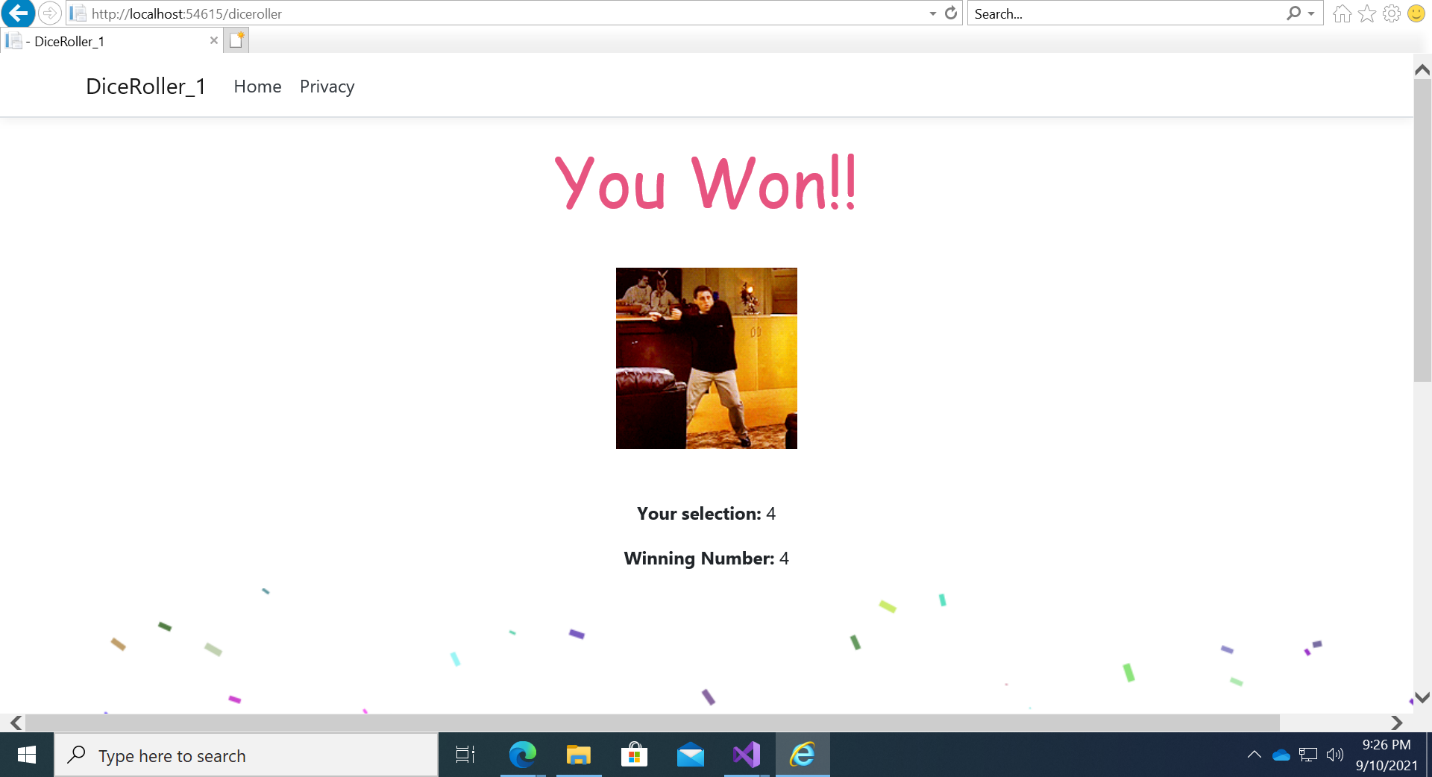 http://localhost:54615/diceroller
Search...
- DiceRoller_1
DiceRoller_1 Home Privacy
You Won!!
Your selection: 4
Winning Number: 4
Type here to search
9:26 PM
9/10/2021